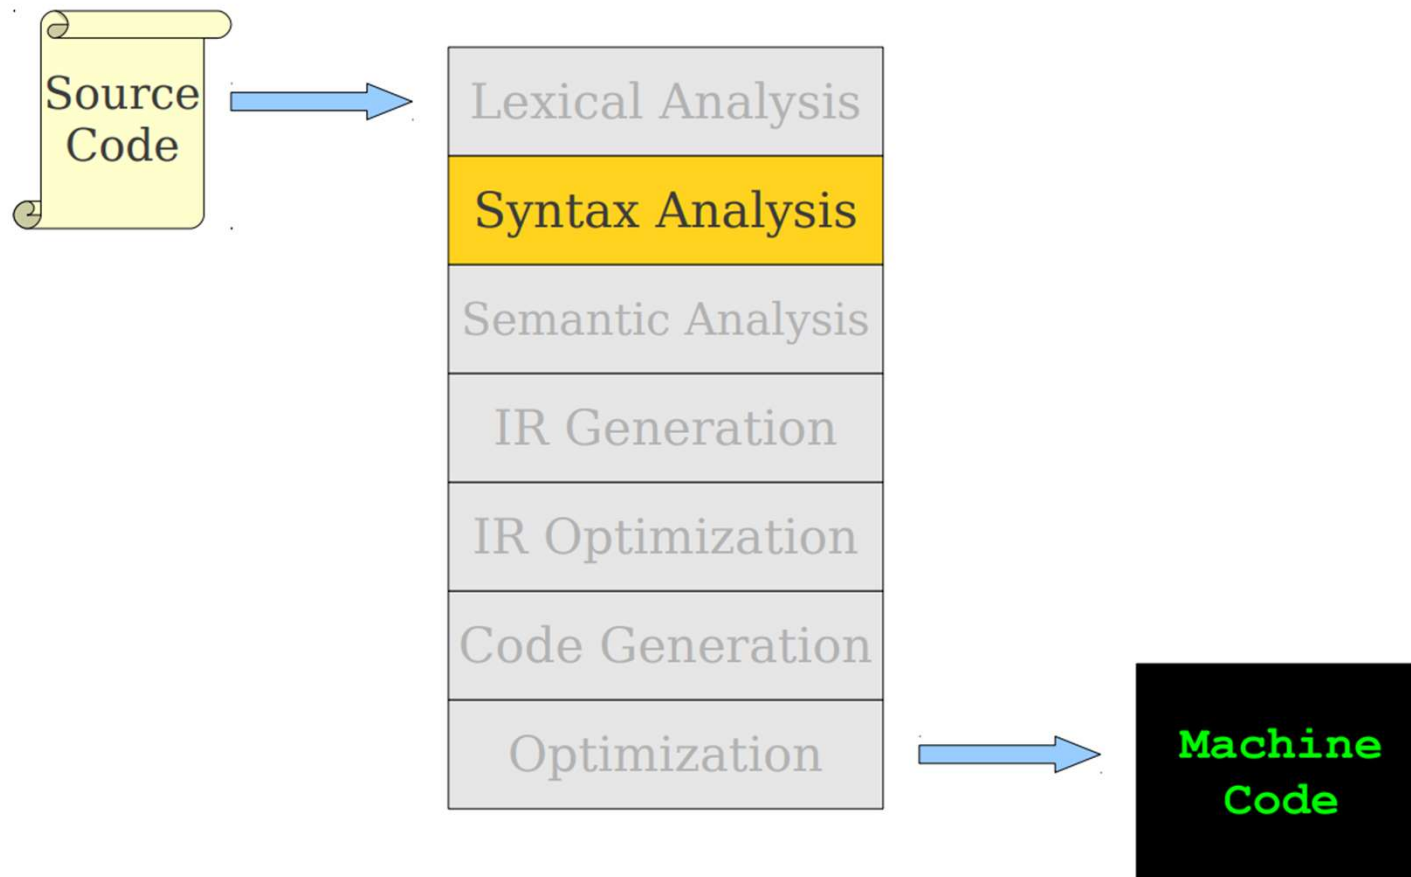 Source
Code
Lexical Analysis
Syntax Analysis
Semantic Analysis
IR Generation
IR Optimization
Code Generation
Optimization
Machine
Code